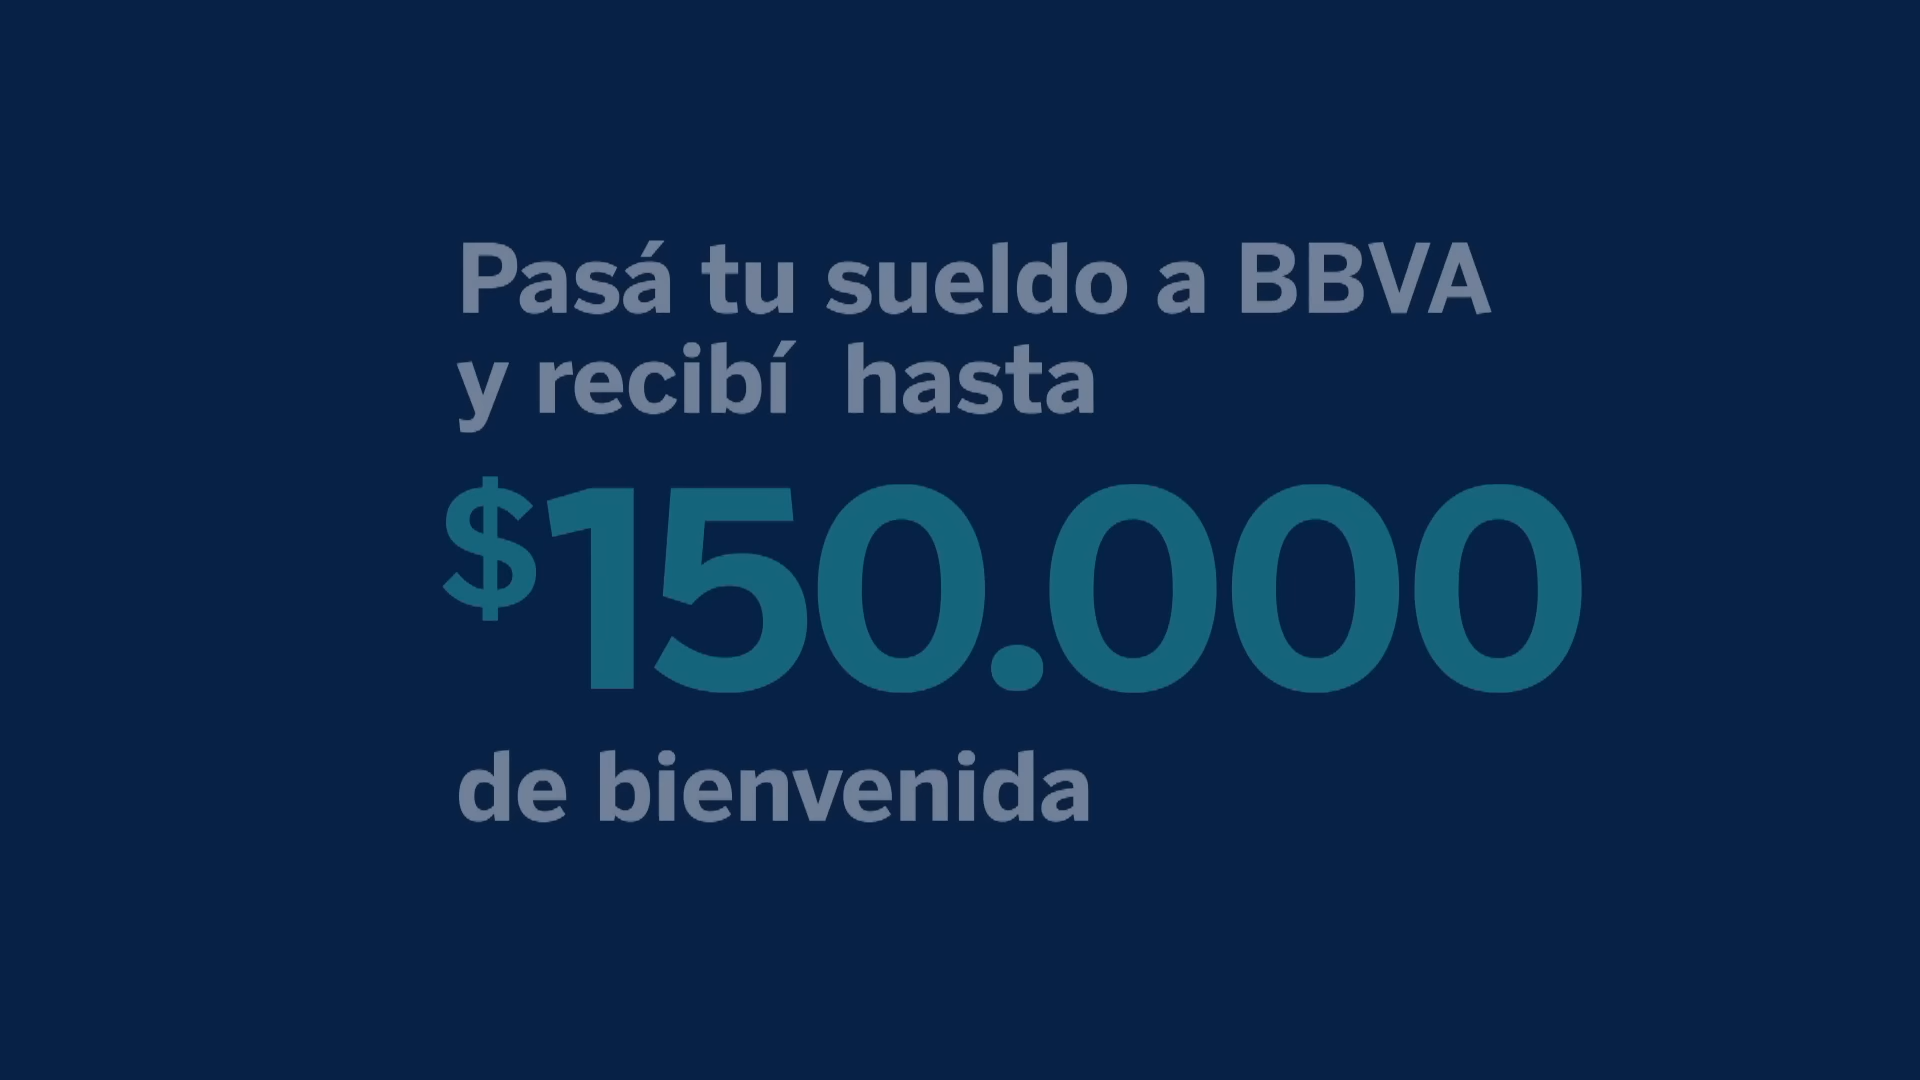 Pasá tu sueldo a BBVA
y recibí hasta
$150.000
de bienvenida